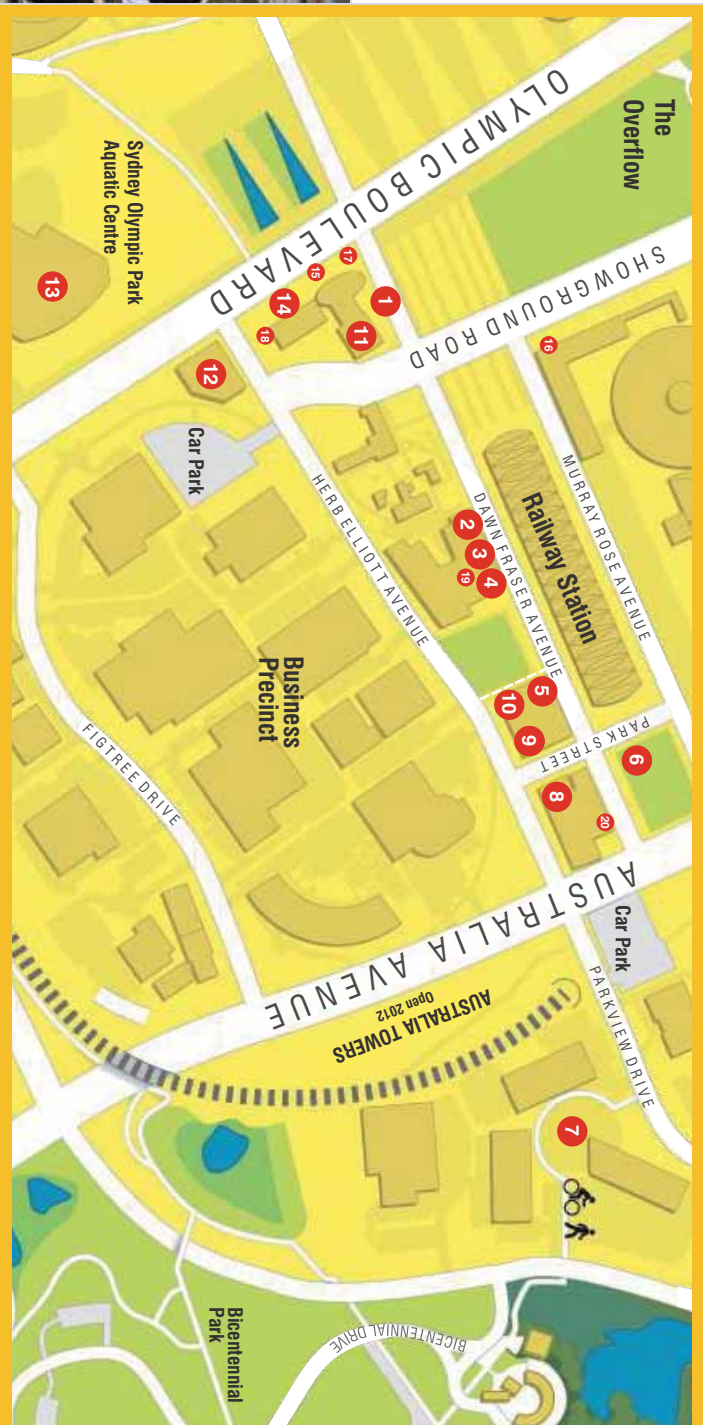 The
Overflow
OLYMPIC BOULEVARD
SHOWGROUND ROAD
Sydney Olympic Park
Aquatic Centre
13
17
15
14
1
18
11
12
16
Car Park
MURRAY ROSE AVENUE
Railway Station
DAWN FRASER AVENUE
HERB ELLIOTT AVENUE
2
3
4
19
5
10
9
PARK STREET
6
8
20
Business
Precinct
FIGTREE DRIVE
AUSTRALIA AVENUE
Car Park
PARKVIEW DRIVE
AUSTRALIA TOWERS
Open 2012
7
Bicentennial
Park
BICENTENNIAL DRIVE